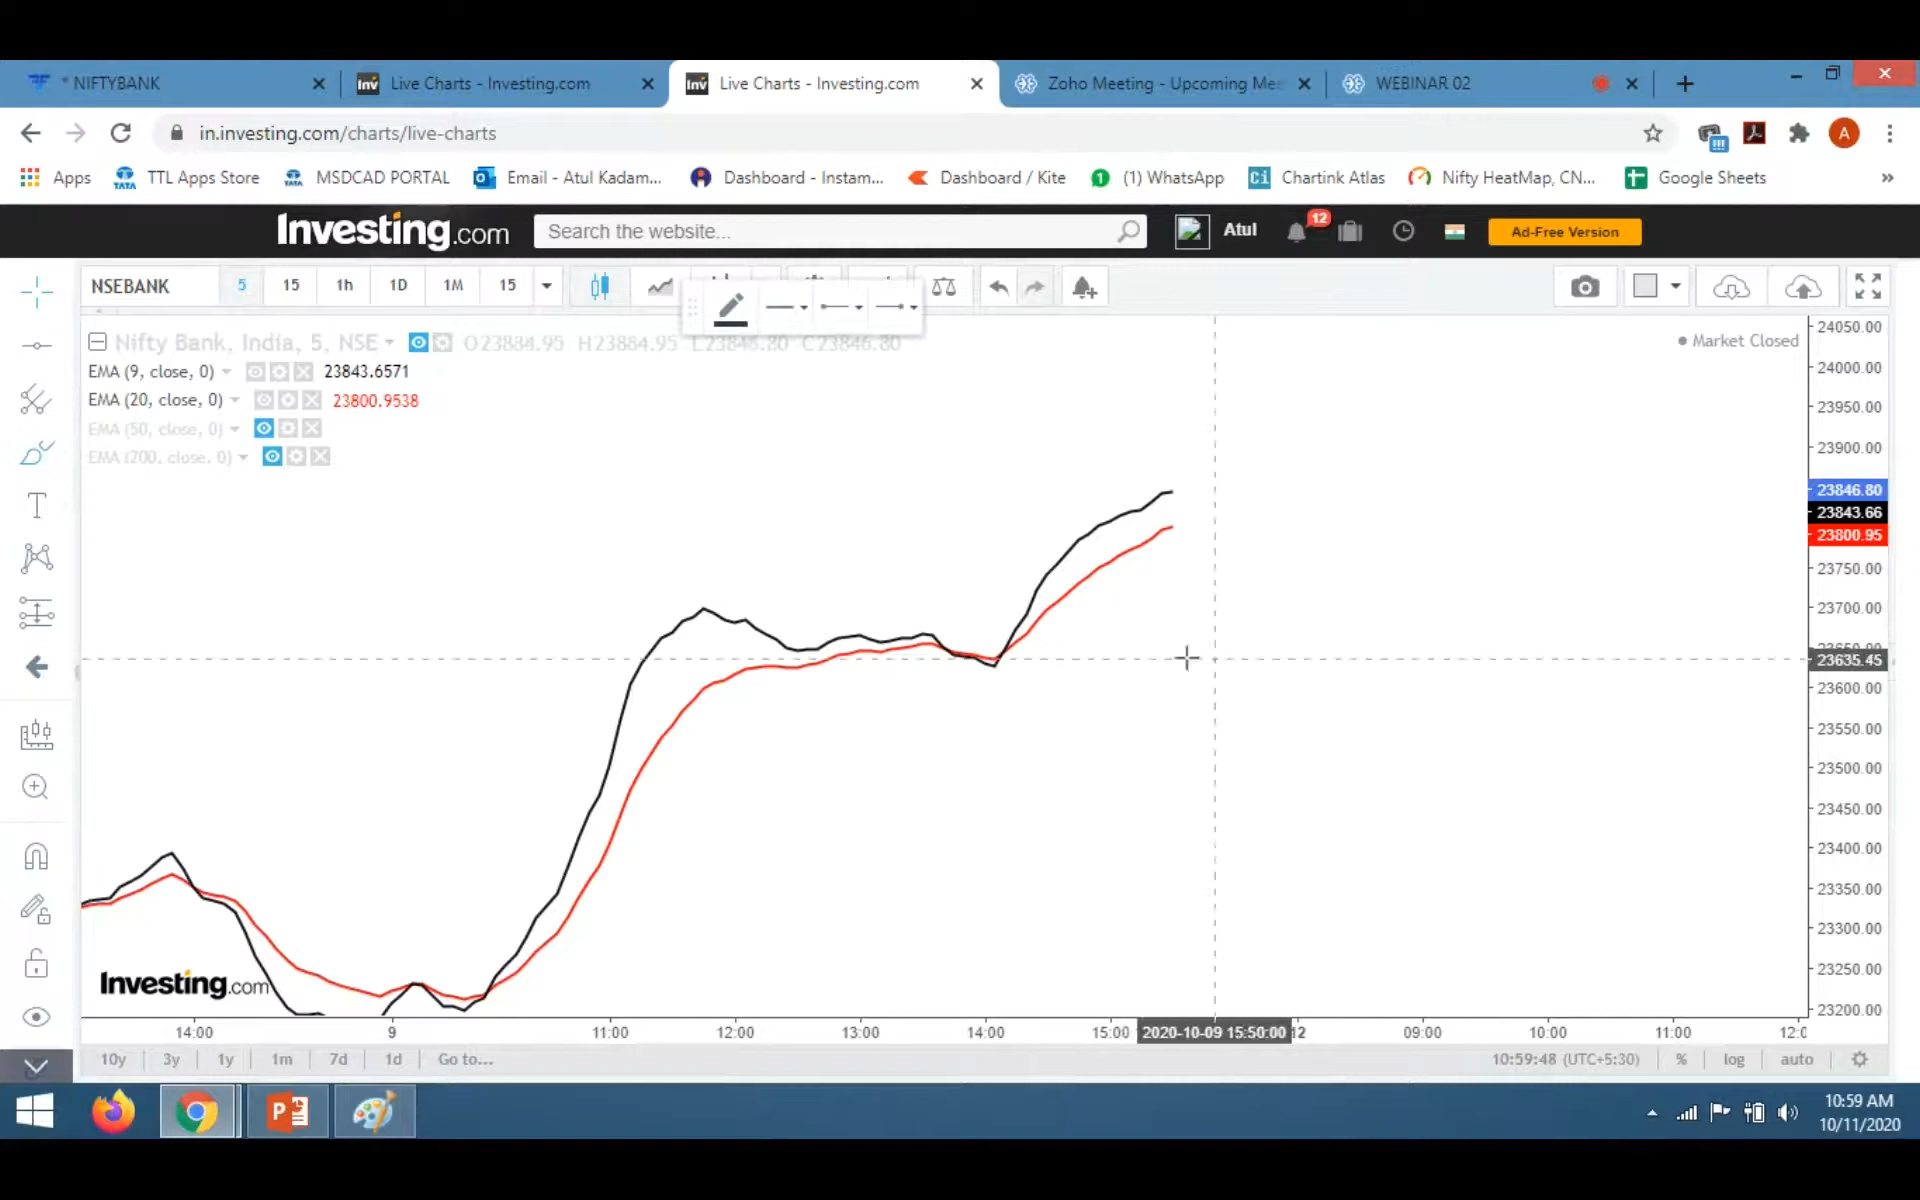 * NIFTYBANK
Live Charts - Investing.com
Live Charts - Investing.com
Zoho Meeting - Upcoming Mee
WEBINAR 02
in.investing.com/charts/live-charts
A
Apps
TTL Apps Store
MSDCAD PORTAL
Email - Atul Kadam...
Dashboard - Instam...
Dashboard / Kite
(1) WhatsApp
Chartink Atlas
Nifty HeatMap, CN...
Google Sheets
»
Investing.com
Search the website...
Atul
12
Ad-Free Version
NSEBANK
5
15
1h
1D
1M
15
Nifty Bank, India, 5, NSE
O23884.95 H23884.95 L23846.80 C23846.80
Market Closed
EMA (9, close, 0) 23843.6571
EMA (20, close, 0) 23800.9538
EMA (50, close, 0)
EMA (200, close, 0)
24050.00
24000.00
23950.00
23900.00
23846.80
23843.66
23800.95
23750.00
23700.00
23635.45
23600.00
23550.00
23500.00
23450.00
23400.00
23350.00
23300.00
23250.00
23200.00
Investing.com
14:00
9
11:00
12:00
13:00
14:00
15:00
2020-10-09 15:50:00
12
09:00
10:00
11:00
10y
3y
1y
1m
7d
1d
Go to...
10:59:48 (UTC+5:30)
%
log
auto
10:59 AM
10/11/2020